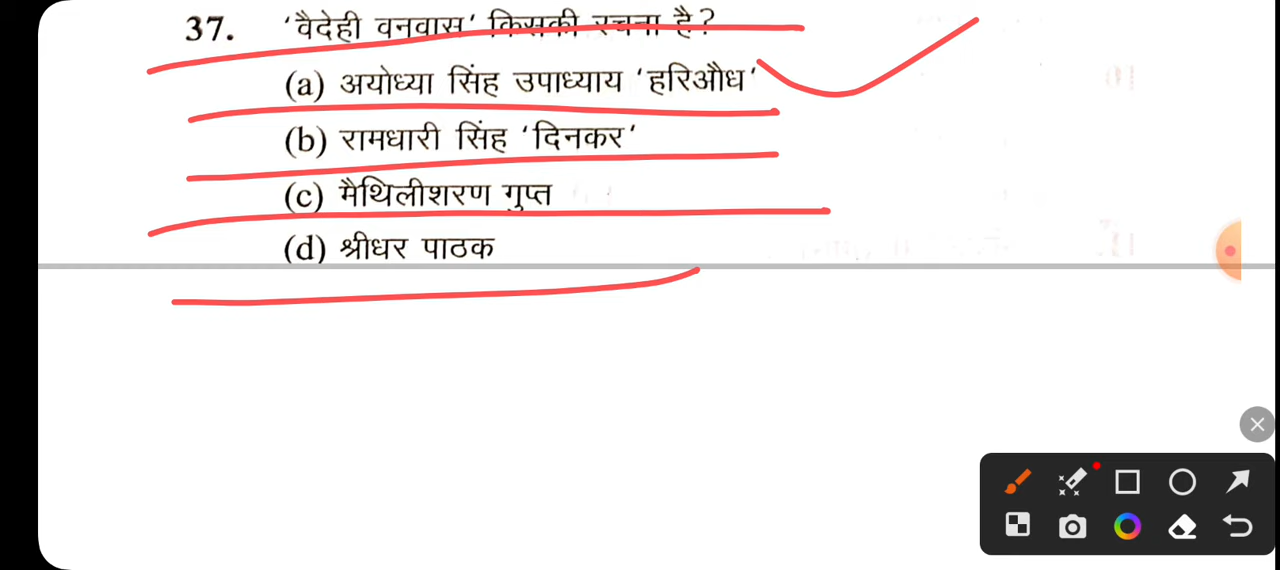 37. 'वैदेही वनवास' किसकी रचना है?
(a) अयोध्या सिंह उपाध्याय 'हरिऔध'
(b) रामधारी सिंह 'दिनकर'
(c) मैथिलीशरण गुप्त
(d) श्रीधर पाठक